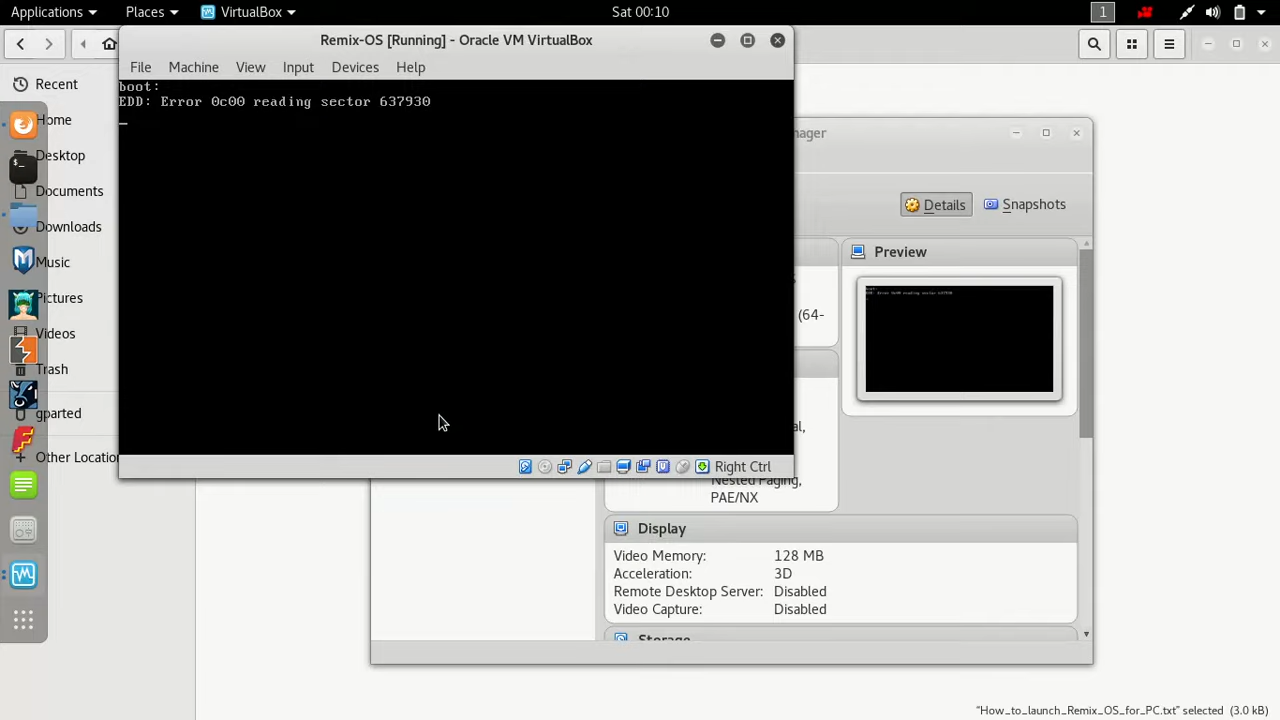 Applications
Places
VirtualBox
Sat 00:10
1
Remix-OS [Running] - Oracle VM VirtualBox
File Machine View Input Devices Help
boot:
EDD: Error 0c00 reading sector 637930
_
Right Ctrl
Recent
Home
Desktop
Documents
Downloads
Music
Pictures
Videos
Trash
gparted
Other Locatio
nager
Details
Snapshots
Preview
(64-
al,
Nested Paging,
PAE/NX
Display
Video Memory: 128 MB
Acceleration: 3D
Remote Desktop Server: Disabled
Video Capture: Disabled
Storage
"How_to_launch_Remix_OS_for_PC.txt" selected (3.0 kB)